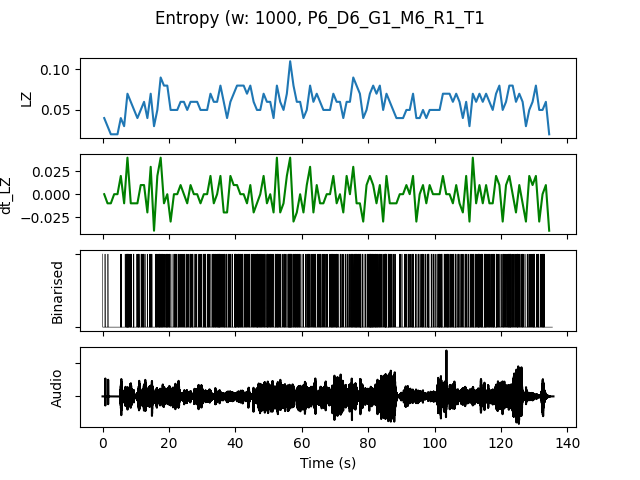 Entropy (w: 1000, P6_D6_G1_M6_R1_T1
0.10
0.05
LZ
0.025
0.000
−0.025
dt_LZ
Binarised
Audio
0 20 40 60 80 100 120 140
Time (s)